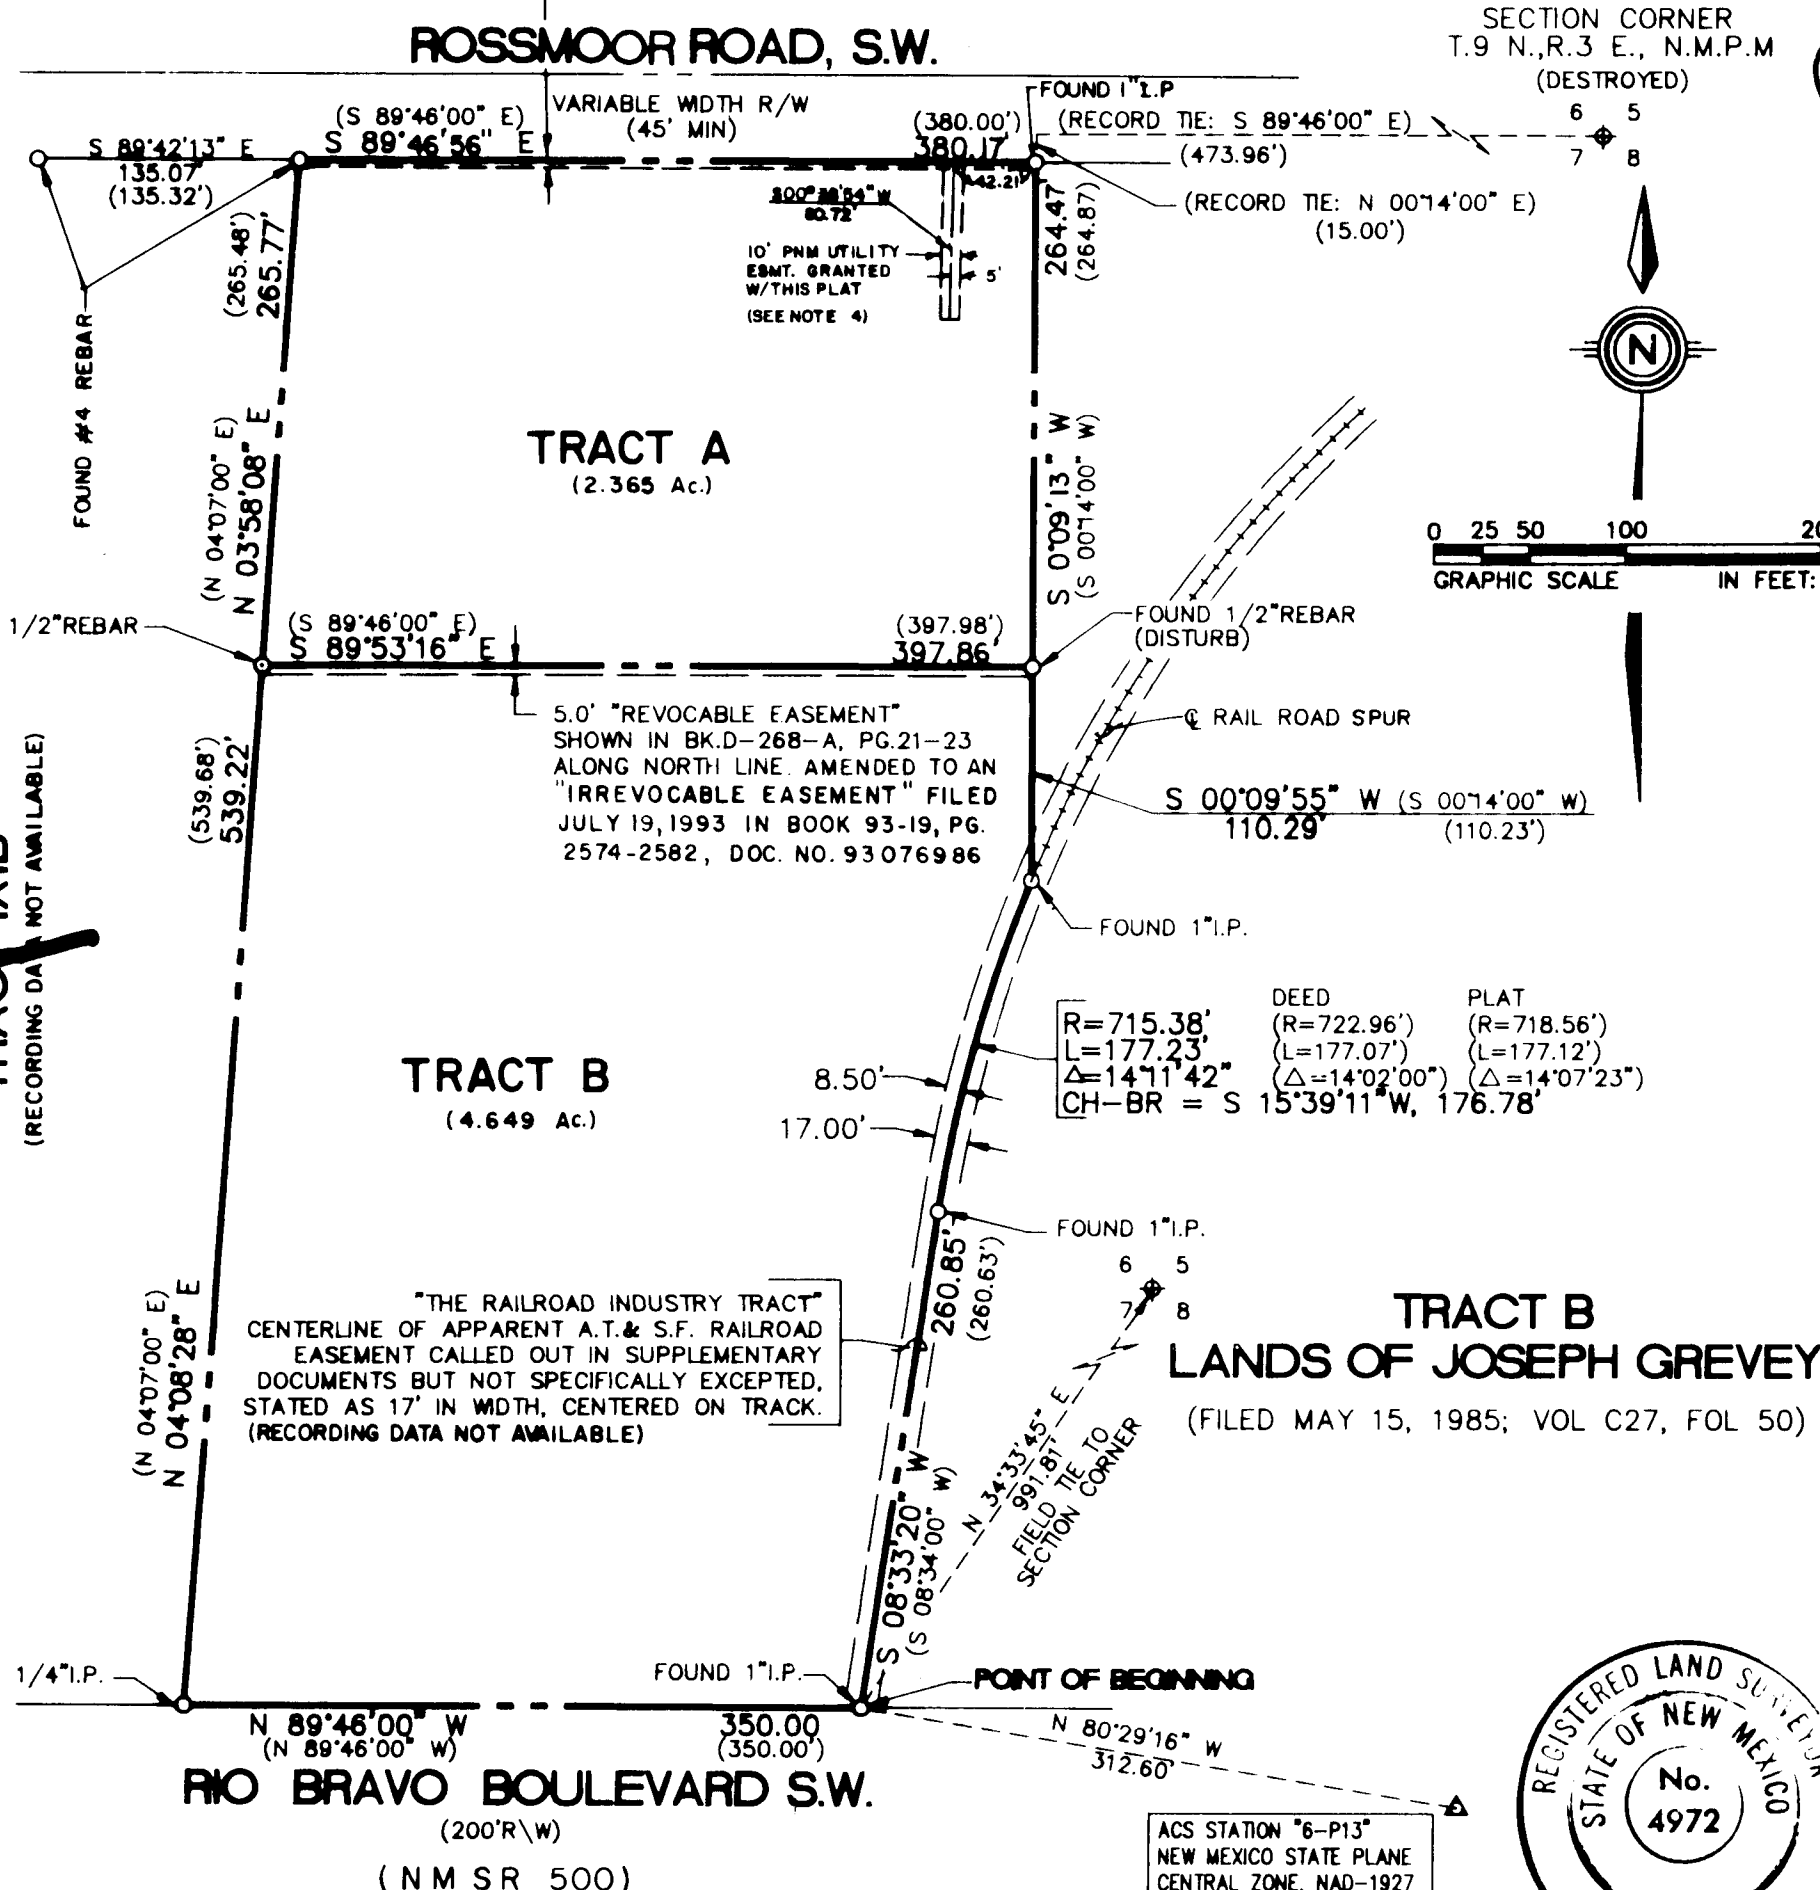 ROSSMOOR ROAD, S.W.
SECTION CORNER
T.9 N.,R.3 E., N.M.P.M
(DESTROYED)
6 5
7 8
VARIABLE WIDTH R/W
(45' MIN)
FOUND 1"I.P
(S 89°46'00" E)
S 89°46'56" E
(380.00')
380.17'
(RECORD TIE: S 89°46'00" E)
(473.96')
S 89°42'13" E
135.07'
(135.32')
42.21'
80.72'
(RECORD TIE: N 00°14'00" E)
(15.00')
10' PNM UTILITY
ESMT. GRANTED
W/THIS PLAT
(SEE NOTE 4)
5'
(265.48')
265.77'
264.47
(264.87')
FOUND #4 REBAR
N
TRACT A
(2.365 Ac.)
(N 04°07'00" E)
N 03°58'08" E
S 0°09'13" W
(S 00°14'00" W)
0 25 50 100
GRAPHIC SCALE IN FEET:
1/2"REBAR
(S 89°46'00" E)
S 89°53'16" E
(397.98')
397.86'
FOUND 1/2"REBAR
(DISTURB)
5.0' "REVOCABLE EASEMENT"
SHOWN IN BK.D-268-A, PG.21-23
ALONG NORTH LINE. AMENDED TO AN
"IRREVOCABLE EASEMENT" FILED
JULY 19,1993 IN BOOK 93-19, PG.
2574-2582, DOC. NO. 93076986
℄ RAIL ROAD SPUR
(539.68')
539.22'
S 00°09'55" W (S 00°14'00" W)
110.29' (110.23')
(RECORDING DATA NOT AVAILABLE)
FOUND 1"I.P.
DEED PLAT
R=715.38' (R=722.96') (R=718.56')
L=177.23' (L=177.07') (L=177.12')
△=14°11'42" (△=14°02'00") (△=14°07'23")
CH-BR = S 15°39'11"W, 176.78'
TRACT B
(4.649 Ac.)
8.50'
17.00'
FOUND 1"I.P.
260.85'
(260.63')
6 5
7 8
"THE RAILROAD INDUSTRY TRACT"
CENTERLINE OF APPARENT A.T.& S.F. RAILROAD
EASEMENT CALLED OUT IN SUPPLEMENTARY
DOCUMENTS BUT NOT SPECIFICALLY EXCEPTED,
STATED AS 17' IN WIDTH, CENTERED ON TRACK.
(RECORDING DATA NOT AVAILABLE)
TRACT B
LANDS OF JOSEPH GREVEY
(FILED MAY 15, 1985; VOL C27, FOL 50)
(N 04°07'00" E)
N 04°08'28" E
N 34°33'45" E
991.81'
FIELD TIE TO
SECTION CORNER
S 08°33'20" W
(S 08°34'00" W)
1/4"I.P.
FOUND 1"I.P.
POINT OF BEGINNING
N 89°46'00" W
(N 89°46'00" W)
350.00
(350.00')
N 80°29'16" W
312.60'
RIO BRAVO BOULEVARD S.W.
(200'R\W)
(NMSR 500)
ACS STATION "6-P13"
NEW MEXICO STATE PLANE
CENTRAL ZONE, NAD-1927
REGISTERED LAND SURVEYOR
STATE OF NEW MEXICO
No.
4972